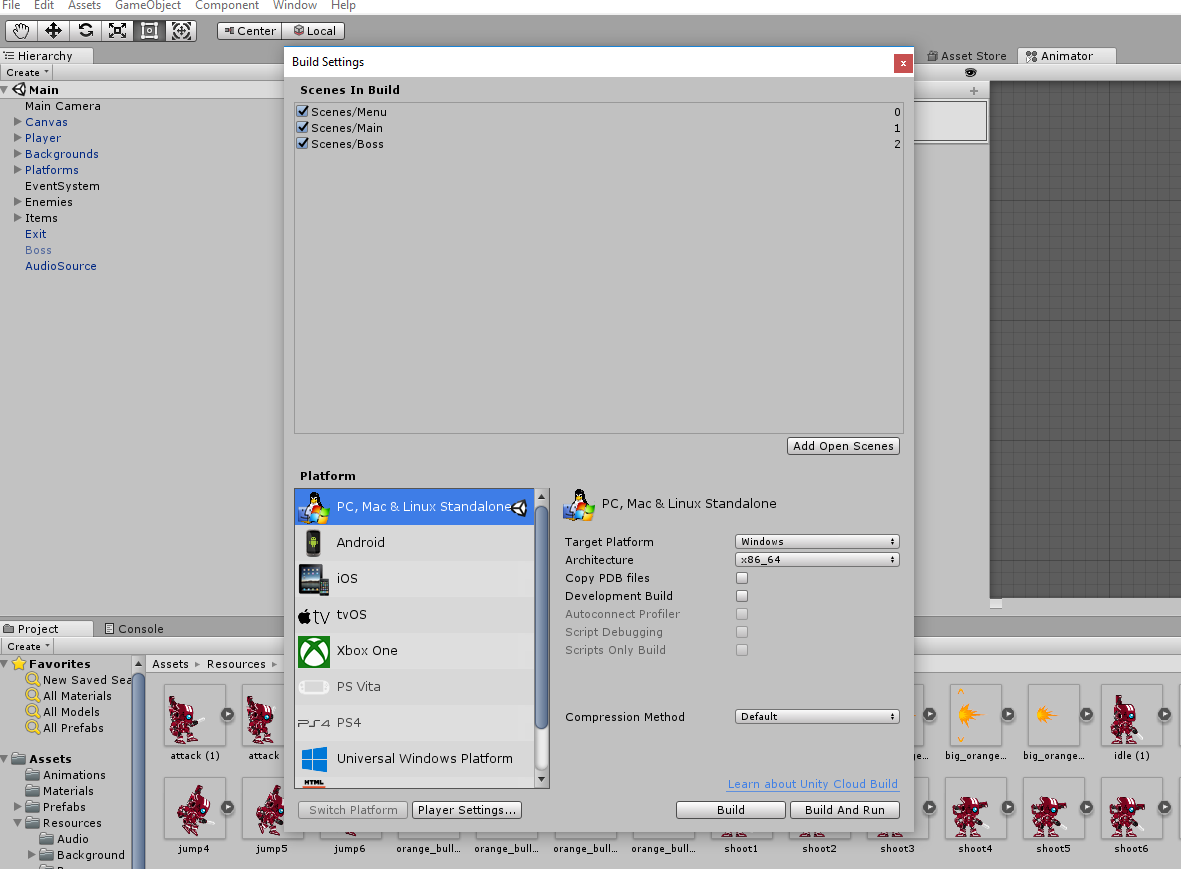 File Edit Assets GameObject Component Window Help
Center Local
Hierarchy
Create
Main
Main Camera
Canvas
Player
Backgrounds
Platforms
EventSystem
Enemies
Items
Exit
Boss
AudioSource
Build Settings
x
Scenes In Build
Scenes/Menu 0
Scenes/Main 1
Scenes/Boss 2
Add Open Scenes
Platform
PC, Mac & Linux Standalone
Android
iOS
tv tvOS
Xbox One
PS Vita
PS4 PS4
Universal Windows Platform
HTML
Switch Platform Player Settings...
PC, Mac & Linux Standalone
Target Platform Windows
Architecture x86_64
Copy PDB files
Development Build
Autoconnect Profiler
Script Debugging
Scripts Only Build
Compression Method Default
Learn about Unity Cloud Build
Build Build And Run
Asset Store Animator
Project Console
Create
Favorites
New Saved Sea
All Materials
All Models
All Prefabs
Assets
Animations
Materials
Prefabs
Resources
Audio
Background
Assets Resources
attack (1) attack big_orange... big_orange... idle (1)
jump4 jump5 jump6 orange_bull... orange_bull... orange_bull... orange_bull... shoot1 shoot2 shoot3 shoot4 shoot5 shoot6